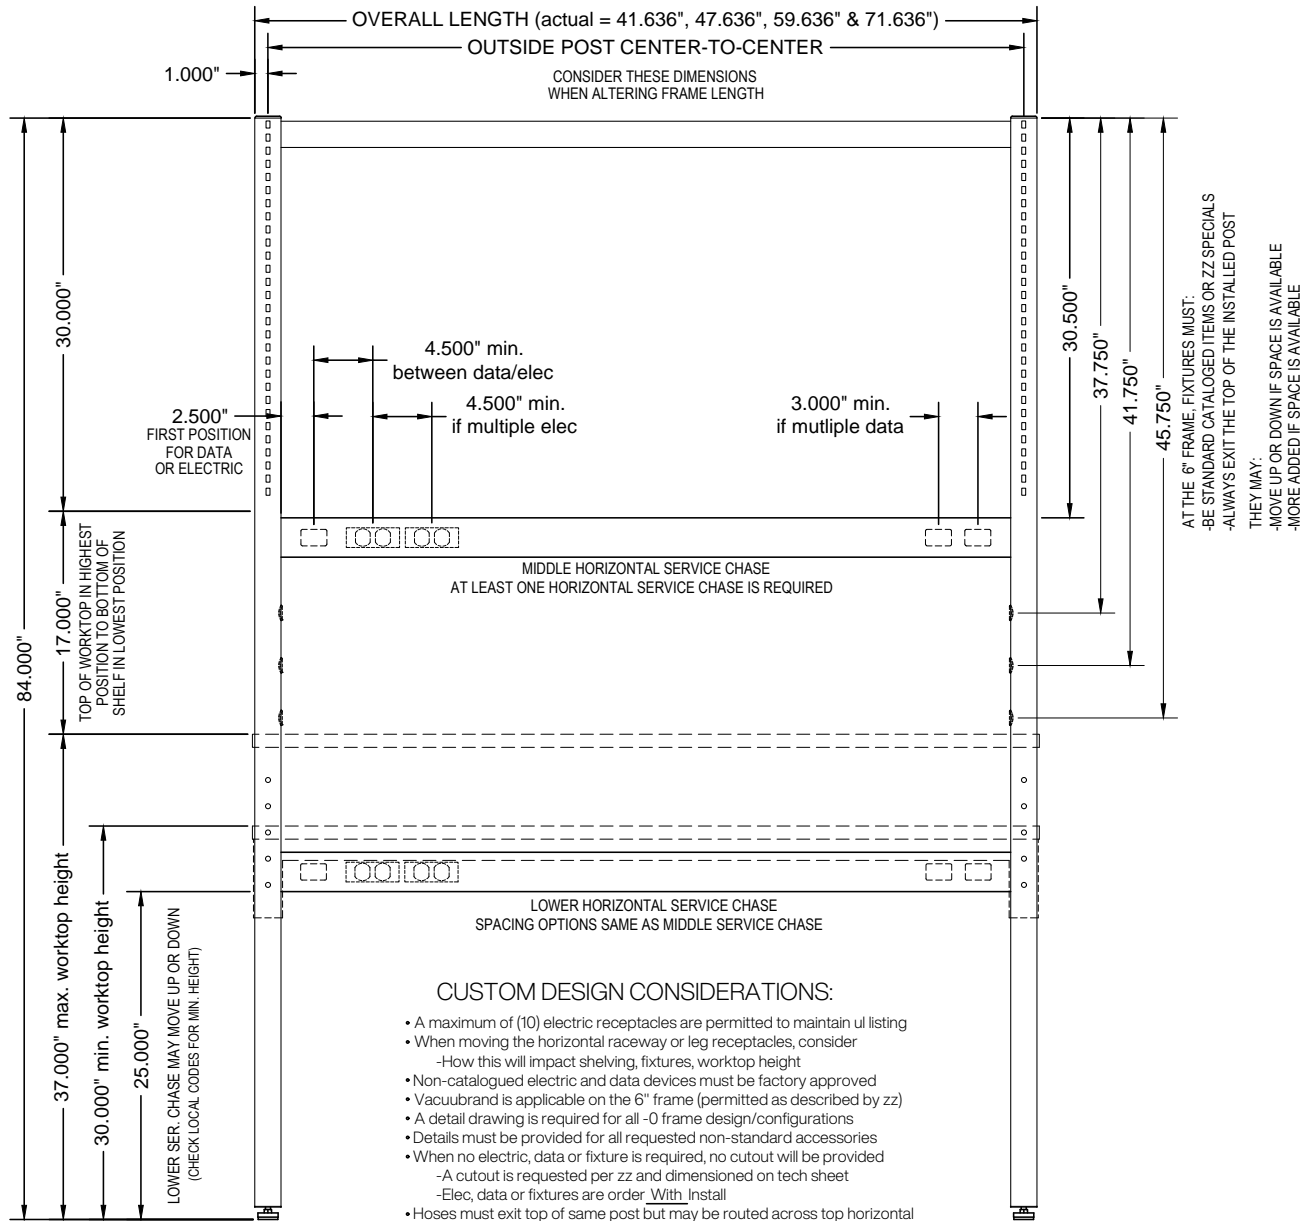 OVERALL LENGTH (actual = 41.636", 47.636", 59.636" & 71.636")
OUTSIDE POST CENTER-TO-CENTER
1.000"
CONSIDER THESE DIMENSIONS
WHEN ALTERING FRAME LENGTH
84.000"
30.000"
17.000"
TOP OF WORKTOP IN HIGHEST
POSITION TO BOTTOM OF
SHELF IN LOWEST POSITION
37.000" max. worktop height
30.000" min. worktop height
25.000"
LOWER SER. CHASE MAY MOVE UP OR DOWN
(CHECK LOCAL CODES FOR MIN. HEIGHT)
4.500" min.
between data/elec
2.500"
FIRST POSITION
FOR DATA
OR ELECTRIC
4.500" min.
if multiple elec
3.000" min.
if mutliple data
30.500"
37.750"
41.750"
45.750"
AT THE 6" FRAME, FIXTURES MUST:
-BE STANDARD CATALOGED ITEMS OR ZZ SPECIALS
-ALWAYS EXIT THE TOP OF THE INSTALLED POST
THEY MAY:
-MOVE UP OR DOWN IF SPACE IS AVAILABLE
-MORE ADDED IF SPACE IS AVAILABLE
MIDDLE HORIZONTAL SERVICE CHASE
AT LEAST ONE HORIZONTAL SERVICE CHASE IS REQUIRED
LOWER HORIZONTAL SERVICE CHASE
SPACING OPTIONS SAME AS MIDDLE SERVICE CHASE
CUSTOM DESIGN CONSIDERATIONS:
• A maximum of (10) electric receptacles are permitted to maintain ul listing
• When moving the horizontal raceway or leg receptacles, consider
-How this will impact shelving, fixtures, worktop height
• Non-catalogued electric and data devices must be factory approved
• Vacuubrand is applicable on the 6" frame (permitted as described by zz)
• A detail drawing is required for all -0 frame design/configurations
• Details must be provided for all requested non-standard accessories
• When no electric, data or fixture is required, no cutout will be provided
-A cutout is requested per zz and dimensioned on tech sheet
-Elec, data or fixtures are order With Install
• Hoses must exit top of same post but may be routed across top horizontal